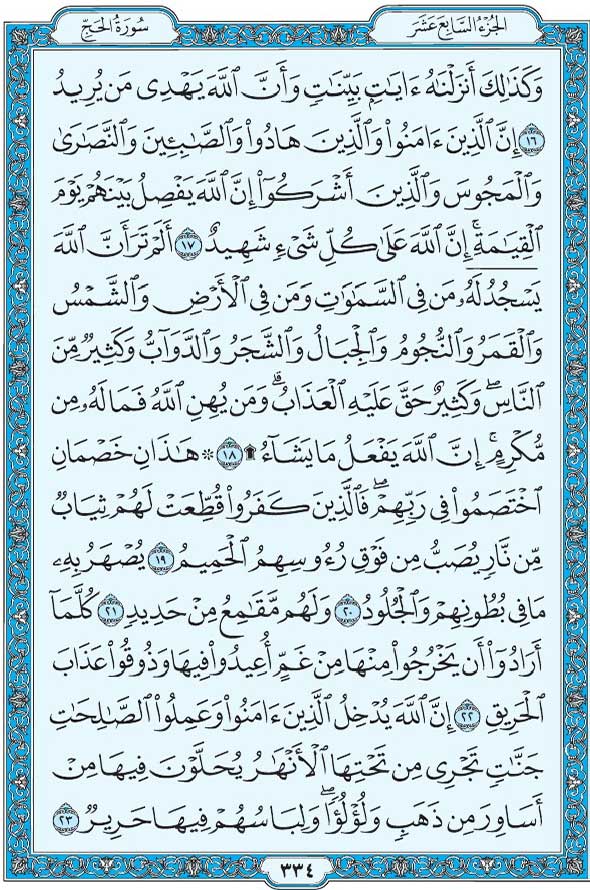 الجزء السابع عشر
سورة الحج
وَكَذَٰلِكَ أَنزَلْنَٰهُ ءَايَٰتٍۭ بَيِّنَٰتٍ وَأَنَّ ٱللَّهَ يَهْدِى مَن يُرِيدُ
١٦ إِنَّ ٱلَّذِينَ ءَامَنُوا۟ وَٱلَّذِينَ هَادُوا۟ وَٱلصَّٰبِـِٔينَ وَٱلنَّصَٰرَىٰ
وَٱلْمَجُوسَ وَٱلَّذِينَ أَشْرَكُوٓا۟ إِنَّ ٱللَّهَ يَفْصِلُ بَيْنَهُمْ يَوْمَ
ٱلْقِيَٰمَةِ ۚ إِنَّ ٱللَّهَ عَلَىٰ كُلِّ شَىْءٍ شَهِيدٌ ١٧ أَلَمْ تَرَ أَنَّ ٱللَّهَ
يَسْجُدُ لَهُۥ مَن فِى ٱلسَّمَٰوَٰتِ وَمَن فِى ٱلْأَرْضِ وَٱلشَّمْسُ
وَٱلْقَمَرُ وَٱلنُّجُومُ وَٱلْجِبَالُ وَٱلشَّجَرُ وَٱلدَّوَآبُّ وَكَثِيرٌ مِّنَ
ٱلنَّاسِ ۖ وَكَثِيرٌ حَقَّ عَلَيْهِ ٱلْعَذَابُ ۗ وَمَن يُهِنِ ٱللَّهُ فَمَا لَهُۥ مِن
مُّكْرِمٍ ۚ إِنَّ ٱللَّهَ يَفْعَلُ مَا يَشَآءُ ۩ ١٨ ۞ هَٰذَانِ خَصْمَانِ
ٱخْتَصَمُوا۟ فِى رَبِّهِمْ ۖ فَٱلَّذِينَ كَفَرُوا۟ قُطِّعَتْ لَهُمْ ثِيَابٌ
مِّن نَّارٍ يُصَبُّ مِن فَوْقِ رُءُوسِهِمُ ٱلْحَمِيمُ ١٩ يُصْهَرُ بِهِۦ
مَا فِى بُطُونِهِمْ وَٱلْجُلُودُ ٢٠ وَلَهُم مَّقَٰمِعُ مِنْ حَدِيدٍ ٢١ كُلَّمَآ
أَرَادُوٓا۟ أَن يَخْرُجُوا۟ مِنْهَا مِنْ غَمٍّ أُعِيدُوا۟ فِيهَا وَذُوقُوا۟ عَذَابَ
ٱلْحَرِيقِ ٢٢ إِنَّ ٱللَّهَ يُدْخِلُ ٱلَّذِينَ ءَامَنُوا۟ وَعَمِلُوا۟ ٱلصَّٰلِحَٰتِ
جَنَّٰتٍ تَجْرِى مِن تَحْتِهَا ٱلْأَنْهَٰرُ يُحَلَّوْنَ فِيهَا مِنْ
أَسَاوِرَ مِن ذَهَبٍ وَلُؤْلُؤًا ۖ وَلِبَاسُهُمْ فِيهَا حَرِيرٌ ٢٣
٣٣٤